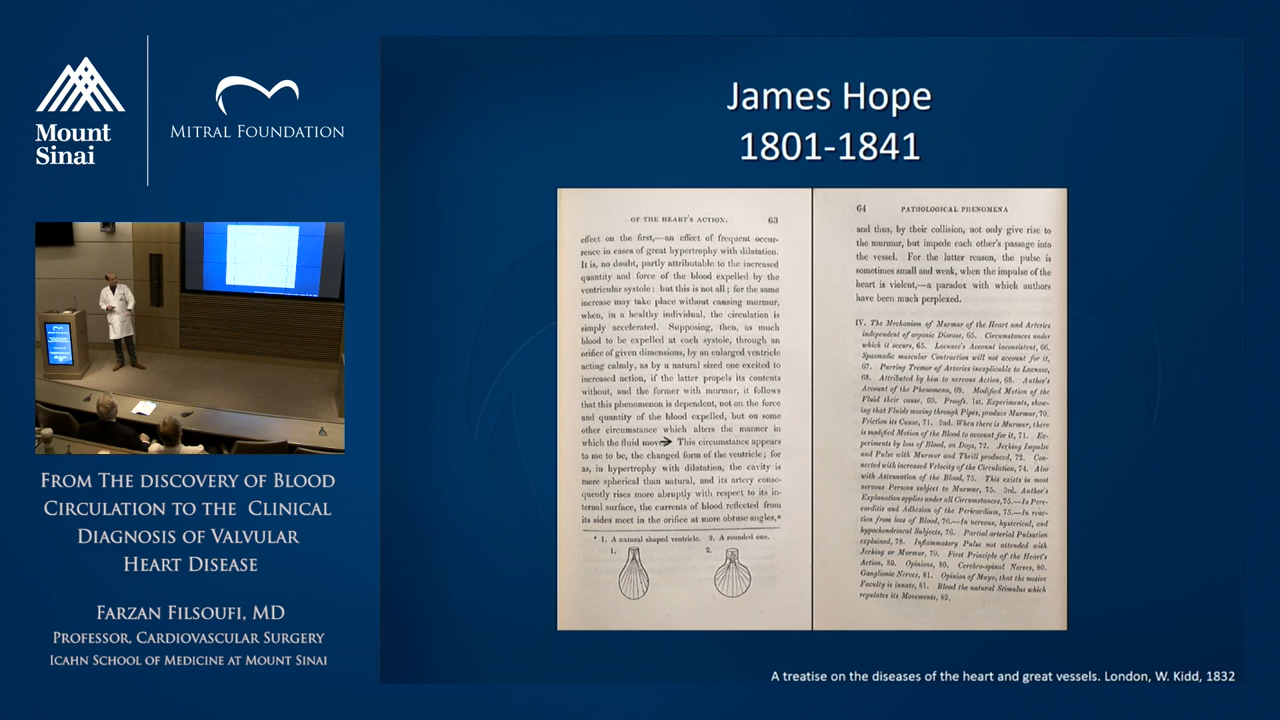 Mount
Sinai
MITRAL FOUNDATION
FROM THE DISCOVERY OF BLOOD
CIRCULATION TO THE CLINICAL
DIAGNOSIS OF VALVULAR
HEART DISEASE
FARZAN FILSOUFI, MD
PROFESSOR, CARDIOVASCULAR SURGERY
ICAHN SCHOOL OF MEDICINE AT MOUNT SINAI
James Hope
1801-1841
OF THE HEART'S ACTION. 63
effect on the first,—an effect of frequent occur-
rence in cases of great hypertrophy with dilatation.
It is, no doubt, partly attributable to the increased
quantity and force of the blood expelled by the
ventricular systole: but this is not all; for the same
increase may take place without causing murmur,
when, in a healthy individual, the circulation is
simply accelerated. Supposing, then, as much
blood to be expelled at each systole, through an
orifice of given dimensions, by an enlarged ventricle
acting calmly, as by a natural sized one excited to
increased action, if the latter propels its contents
without, and the former with murmur, it follows
that this phenomenon is dependent, not on the force
and quantity of the blood expelled, but on some
other circumstance which alters the manner in
which the fluid moves This circumstance appears
to me to be, the changed form of the ventricle; for
as, in hypertrophy with dilatation, the cavity is
more spherical than natural, and its artery conse-
quently rises more abruptly with respect to its in-
ternal surface, the currents of blood reflected from
its sides meet in the orifice at more obtuse angles,*
* 1. A natural shaped ventricle. 2. A rounded one.
1. 2.
64 PATHOLOGICAL PHENOMENA
and thus, by their collision, not only give rise to
the murmur, but impede each other's passage into
the vessel. For the latter reason, the pulse is
sometimes small and weak, when the impulse of the
heart is violent,—a paradox with which authors
have been much perplexed.
IV. The Mechanism of Murmur of the Heart and Arteries
independent of organic Disease, 65. Circumstances under
which it occurs, 65. Laennec's Account inconsistent, 66.
Spasmodic muscular Contraction will not account for it,
67. Purring Tremor of Arteries inexplicable to Laennec,
68. Attributed by him to nervous Action, 68. Author's
Account of the Phenomena, 69. Modified Motion of the
Fluid their cause, 69. Proofs. 1st. Experiments, show-
ing that Fluids moving through Pipes, produce Murmur, 70.
Friction its Cause, 71. 2nd. When there is Murmur, there
is modified Motion of the Blood to account for it, 71. Ex-
periments by loss of Blood, on Dogs, 72. Jerking Impulse
and Pulse with Murmur and Thrill produced, 72. Con-
nected with increased Velocity of the Circulation, 74. Also
with Attenuation of the Blood, 75. This exists in most
nervous Persons subject to Murmur, 75. 3rd. Author's
Explanation applies under all Circumstances, 75.—In Pere-
carditis and Adhesion of the Pericardium, 75.—In reac-
tion from loss of Blood, 76.—In nervous, hysterical, and
hypochondriacal Subjects, 76. Partial arterial Pulsation
explained, 78. Inflammatory Pulse not attended with
Jerking or Murmur, 79. First Principle of the Heart's
Action, 80. Opinions, 80. Cerebro-spinal Nerves, 80.
Ganglionic Nerves, 81. Opinion of Mayo, that the motive
Faculty is innate, 81. Blood the natural Stimulus which
regulates its Movements, 82.
A treatise on the diseases of the heart and great vessels. London, W. Kidd, 1832